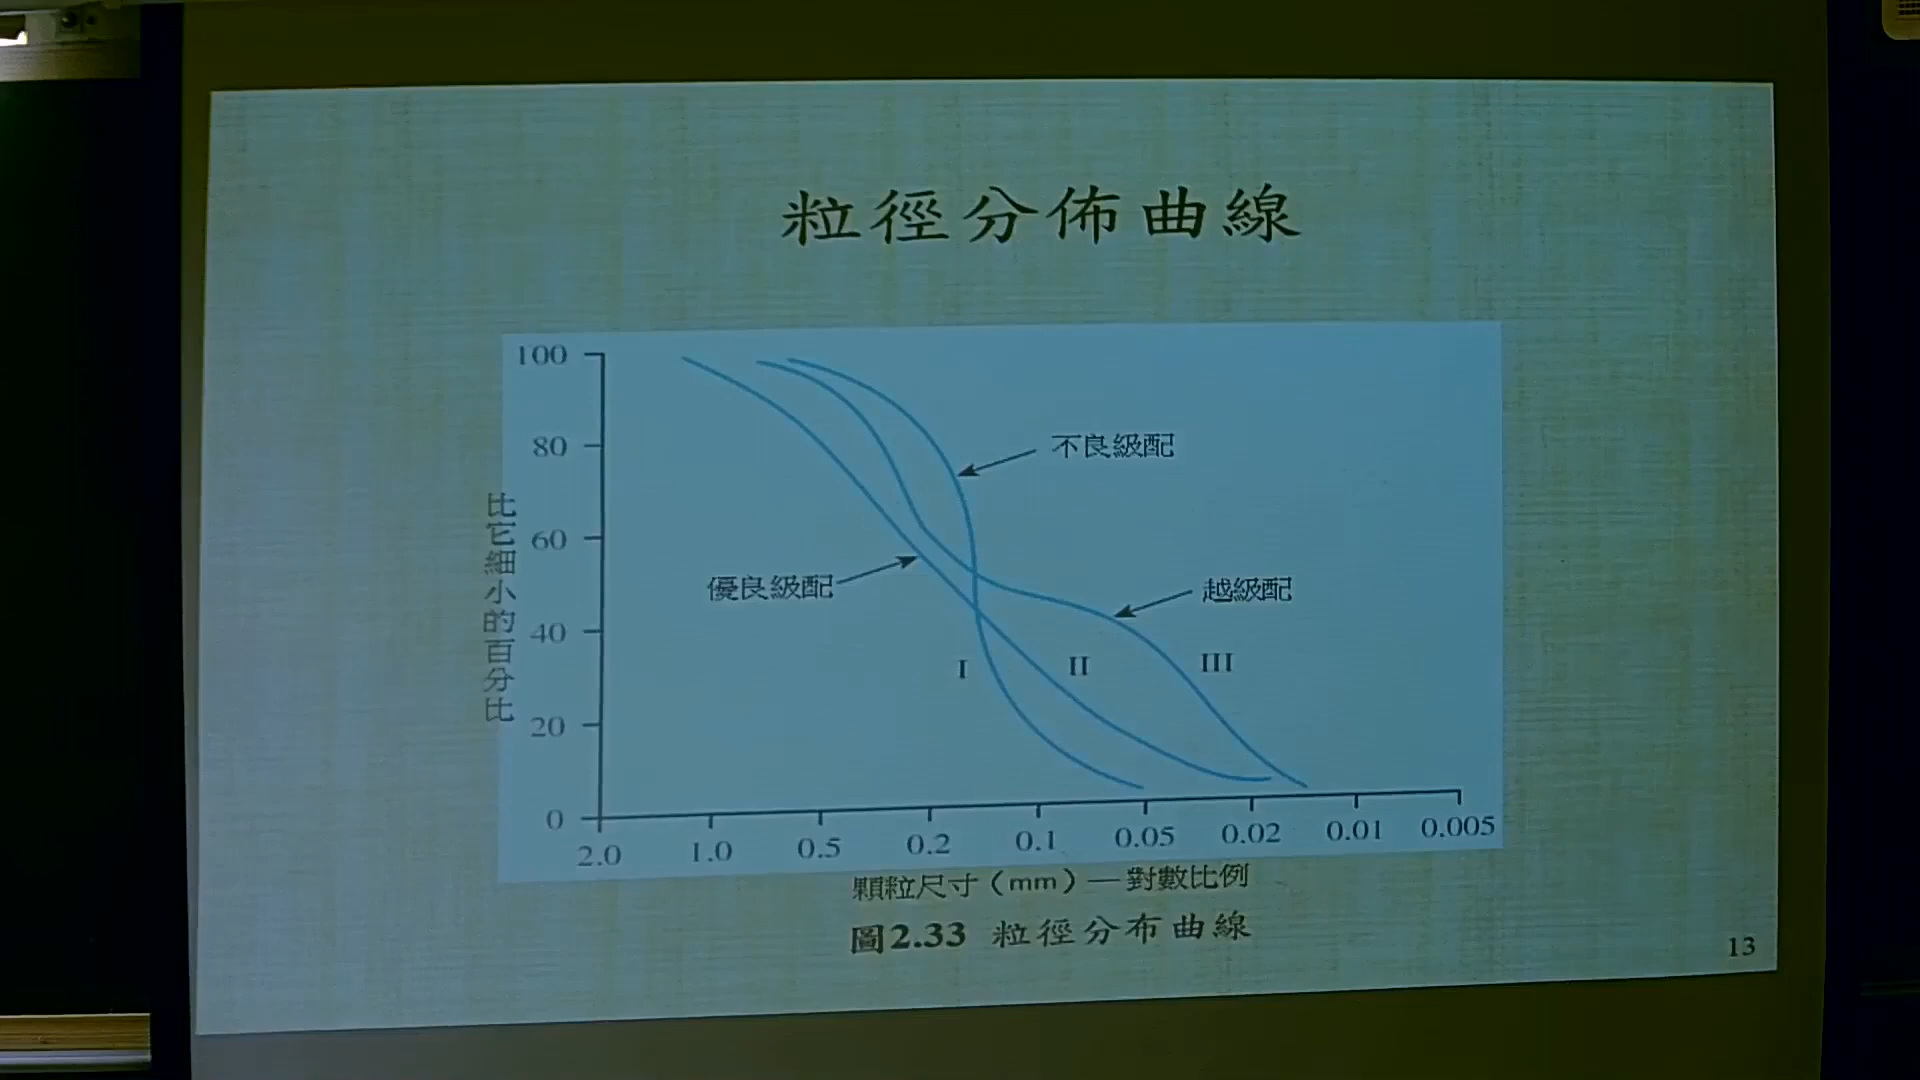 粒徑分佈曲線
100
80
60
40
20
0
比它細小的百分比
不良級配
優良級配
越級配
I
II
III
2.0 1.0 0.5 0.2 0.1 0.05 0.02 0.01 0.005
顆粒尺寸（mm）— 對數比例
圖2.33 粒徑分布曲線
13